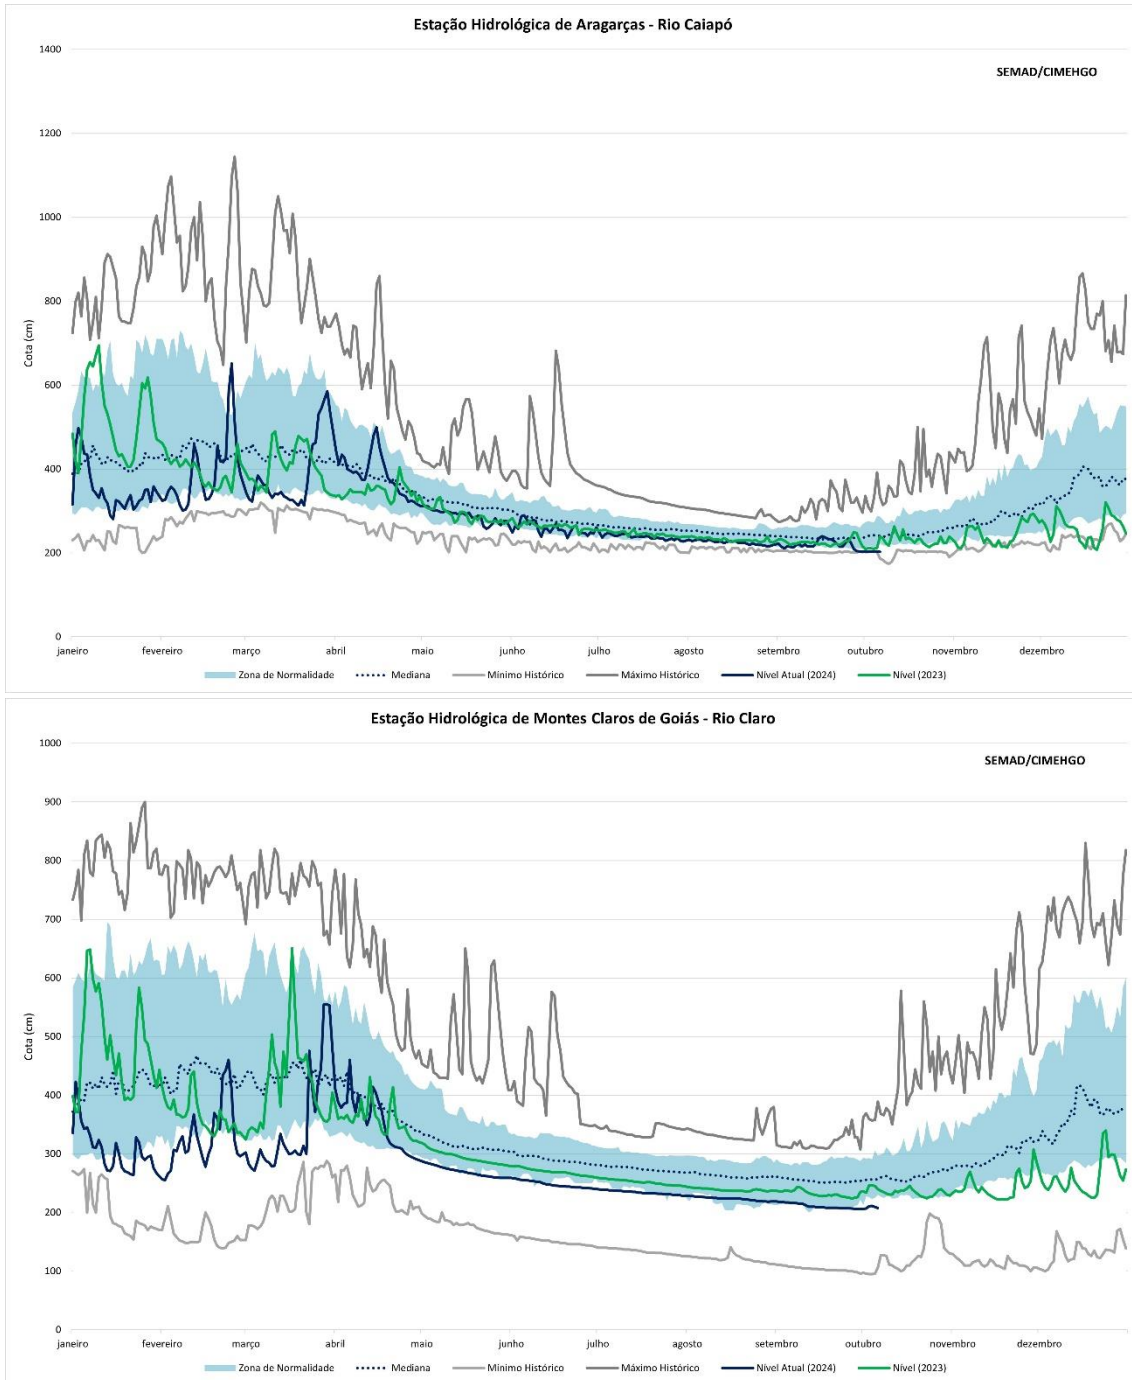 Estação Hidrológica de Aragarças - Rio Caiapó
SEMAD/CIMEHGO
Cota (cm)
1400
1200
1000
800
600
400
200
0
janeiro fevereiro março abril maio junho julho agosto setembro outubro novembro dezembro
Zona de Normalidade Mediana Mínimo Histórico Máximo Histórico Nível Atual (2024) Nível (2023)
Estação Hidrológica de Montes Claros de Goiás - Rio Claro
SEMAD/CIMEHGO
Cota (cm)
1000
900
800
700
600
500
400
300
200
100
0
janeiro fevereiro março abril maio junho julho agosto setembro outubro novembro dezembro
Zona de Normalidade Mediana Mínimo Histórico Máximo Histórico Nível Atual (2024) Nível (2023)